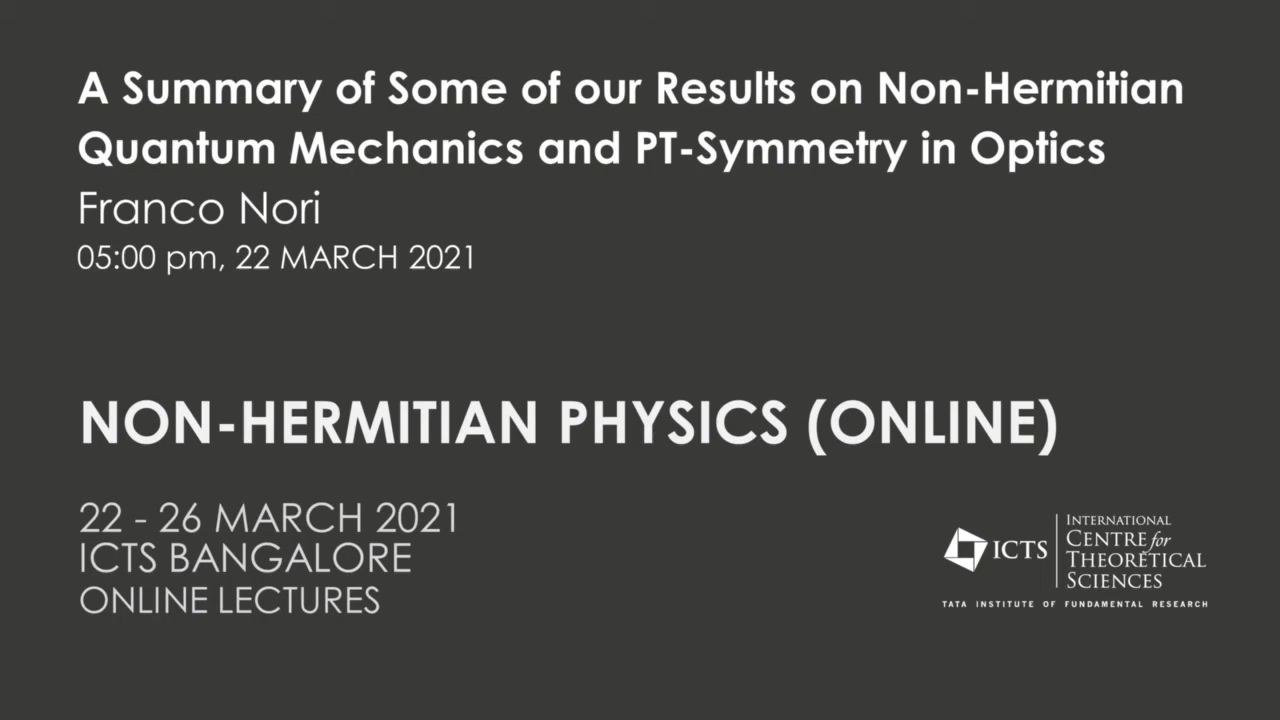 A Summary of Some of our Results on Non-Hermitian
Quantum Mechanics and PT-Symmetry in Optics
Franco Nori
05:00 pm, 22 MARCH 2021
NON-HERMITIAN PHYSICS (ONLINE)
22 - 26 MARCH 2021
ICTS BANGALORE
ONLINE LECTURES
ICTS
INTERNATIONAL
CENTRE for
THEORETICAL
SCIENCES
TATA INSTITUTE OF FUNDAMENTAL RESEARCH